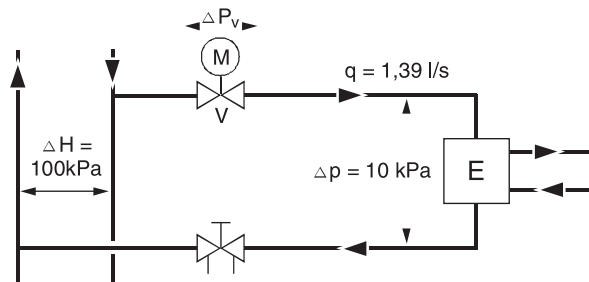 △Pᵥ
M
V
q = 1,39 l/s
△H =
100kPa
△p = 10 kPa
E